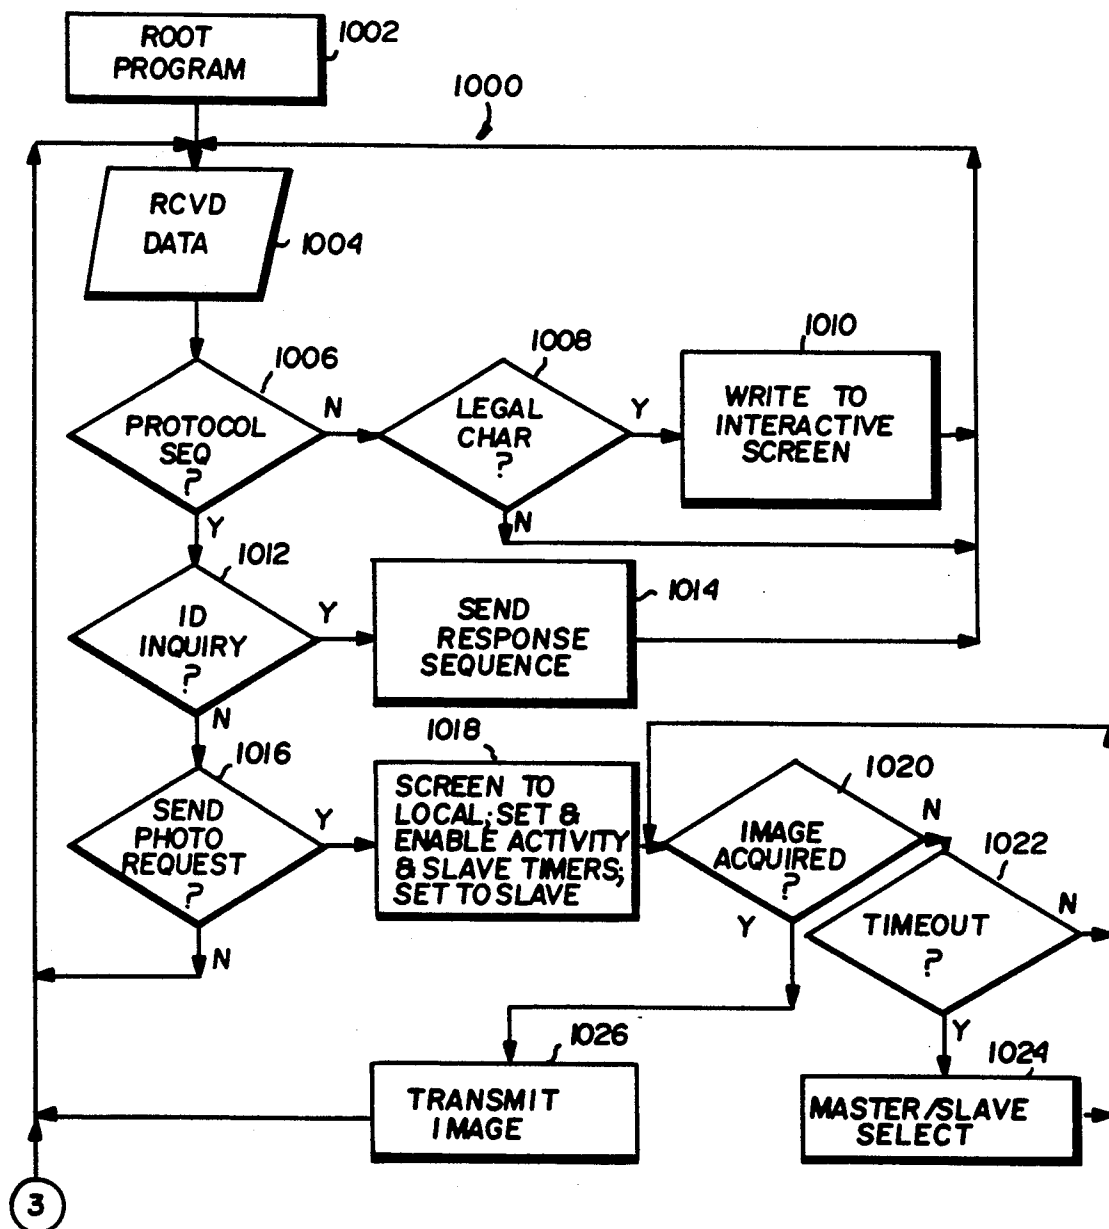 ROOT
PROGRAM
1002
1000
RCVD
DATA
1004
1006
PROTOCOL
SEQ
?
N
Y
1008
LEGAL
CHAR
?
Y
N
1010
WRITE TO
INTERACTIVE
SCREEN
1012
ID
INQUIRY
?
Y
N
1014
SEND
RESPONSE
SEQUENCE
1016
SEND
PHOTO
REQUEST
?
Y
N
1018
SCREEN TO
LOCAL; SET &
ENABLE ACTIVITY
& SLAVE TIMERS;
SET TO SLAVE
1020
IMAGE
ACQUIRED
?
N
Y
1022
TIMEOUT
?
N
Y
1024
MASTER/SLAVE
SELECT
1026
TRANSMIT
IMAGE
3